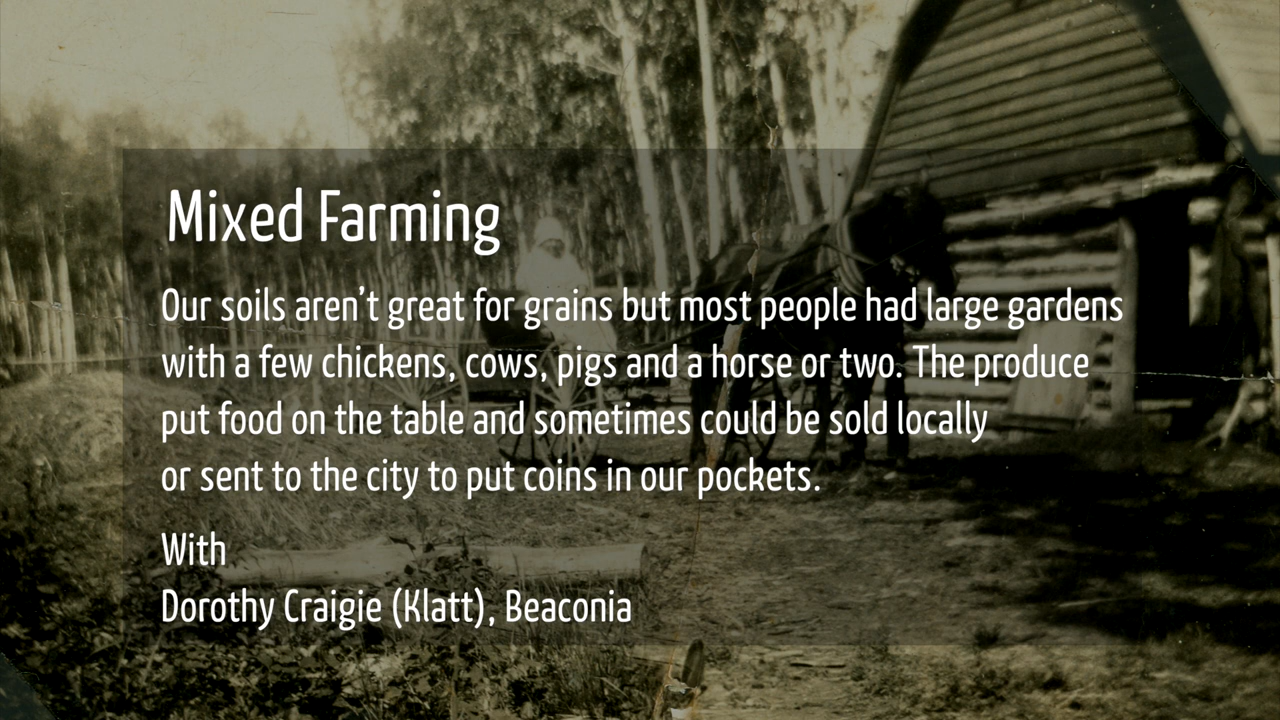 Mixed Farming
Our soils aren’t great for grains but most people had large gardens
with a few chickens, cows, pigs and a horse or two. The produce
put food on the table and sometimes could be sold locally
or sent to the city to put coins in our pockets.
With
Dorothy Craigie (Klatt), Beaconia